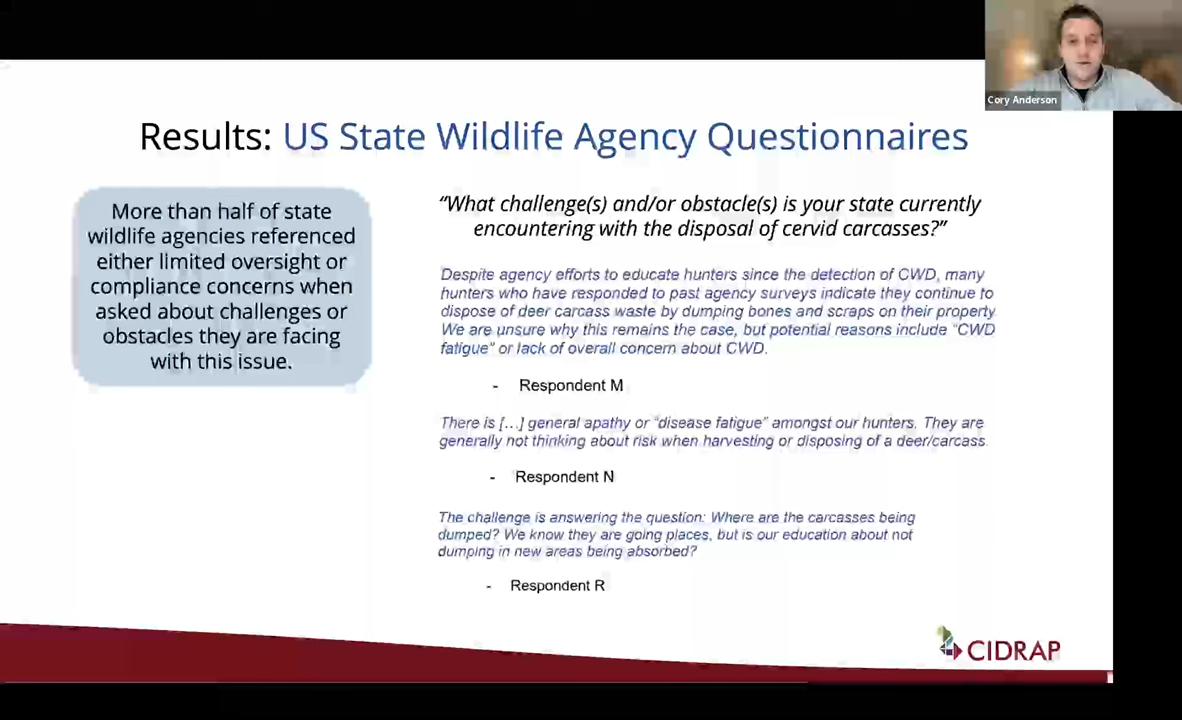 Cory Anderson
Results: US State Wildlife Agency Questionnaires
More than half of state
wildlife agencies referenced
either limited oversight or
compliance concerns when
asked about challenges or
obstacles they are facing
with this issue.
“What challenge(s) and/or obstacle(s) is your state currently
encountering with the disposal of cervid carcasses?”
Despite agency efforts to educate hunters since the detection of CWD, many
hunters who have responded to past agency surveys indicate they continue to
dispose of deer carcass waste by dumping bones and scraps on their property.
We are unsure why this remains the case, but potential reasons include “CWD
fatigue” or lack of overall concern about CWD.
- Respondent M
There is [...] general apathy or “disease fatigue” amongst our hunters. They are
generally not thinking about risk when harvesting or disposing of a deer/carcass.
- Respondent N
The challenge is answering the question: Where are the carcasses being
dumped? We know they are going places, but is our education about not
dumping in new areas being absorbed?
- Respondent R
CIDRAP